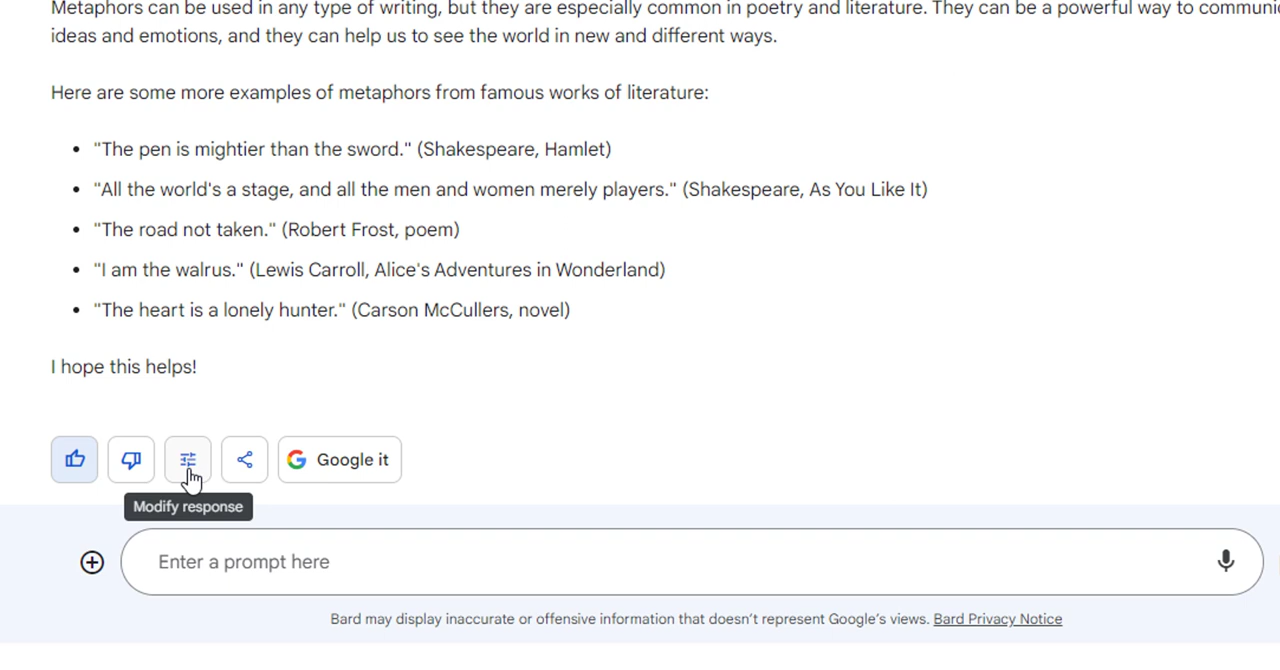 Metaphors can be used in any type of writing, but they are especially common in poetry and literature. They can be a powerful way to communi
ideas and emotions, and they can help us to see the world in new and different ways.
Here are some more examples of metaphors from famous works of literature:
• "The pen is mightier than the sword." (Shakespeare, Hamlet)
• "All the world's a stage, and all the men and women merely players." (Shakespeare, As You Like It)
• "The road not taken." (Robert Frost, poem)
• "I am the walrus." (Lewis Carroll, Alice's Adventures in Wonderland)
• "The heart is a lonely hunter." (Carson McCullers, novel)
I hope this helps!
Google it
Modify response
Enter a prompt here
Bard may display inaccurate or offensive information that doesn't represent Google's views. Bard Privacy Notice